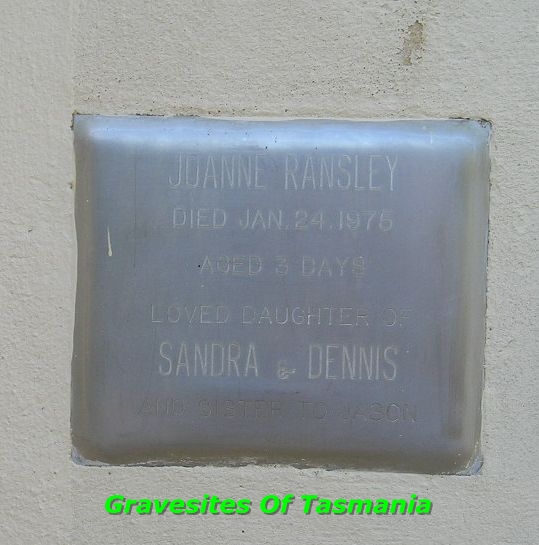 JOANNE RANSLEY
DIED JAN. 24. 1975
AGED 3 DAYS
LOVED DAUGHTER OF
SANDRA & DENNIS
AND SISTER TO JASON
Gravesites Of Tasmania